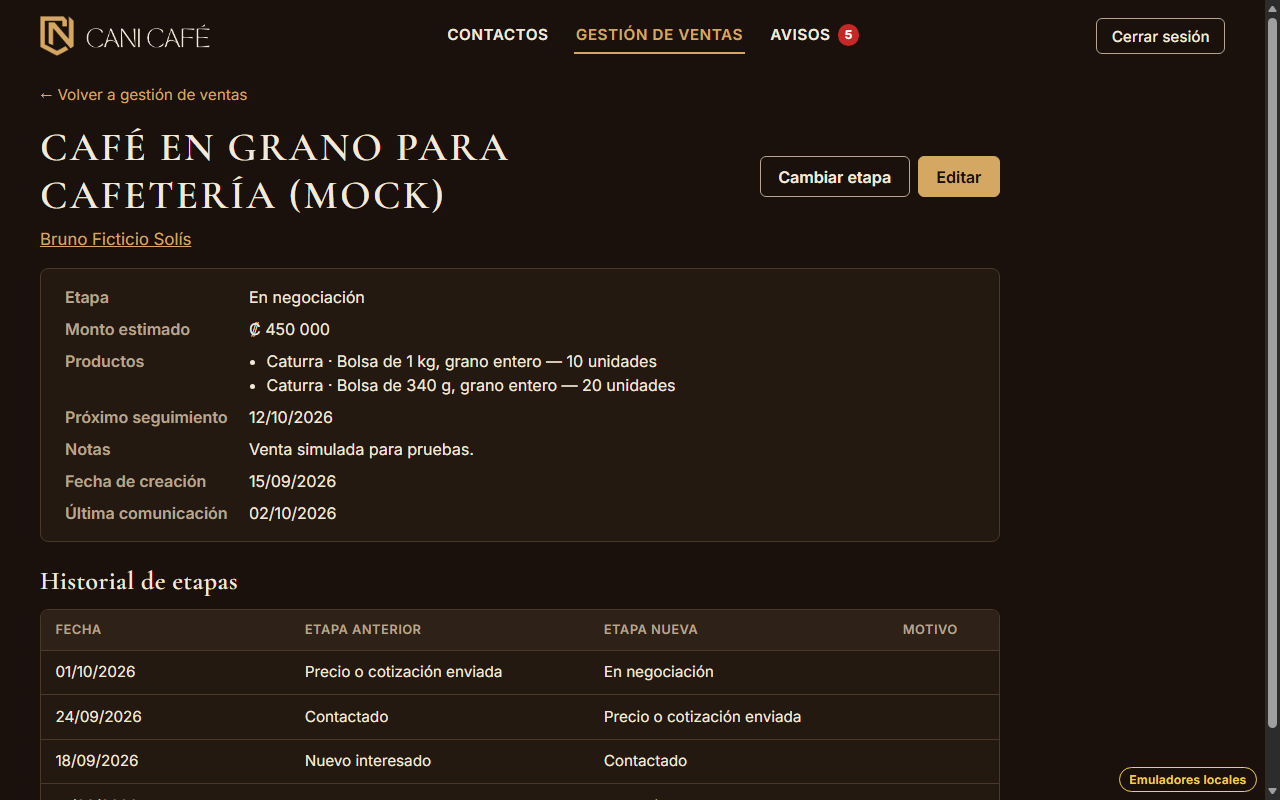 CANI CAFÉ
CONTACTOS
GESTIÓN DE VENTAS
AVISOS 5
Cerrar sesión
← Volver a gestión de ventas
CAFÉ EN GRANO PARA
CAFETERÍA (MOCK)
Cambiar etapa
Editar
Bruno Ficticio Solís
Etapa En negociación
Monto estimado ₡ 450 000
Productos • Caturra · Bolsa de 1 kg, grano entero — 10 unidades
• Caturra · Bolsa de 340 g, grano entero — 20 unidades
Próximo seguimiento 12/10/2026
Notas Venta simulada para pruebas.
Fecha de creación 15/09/2026
Última comunicación 02/10/2026
Historial de etapas
FECHA ETAPA ANTERIOR ETAPA NUEVA MOTIVO
01/10/2026 Precio o cotización enviada En negociación
24/09/2026 Contactado Precio o cotización enviada
18/09/2026 Nuevo interesado Contactado
Emuladores locales